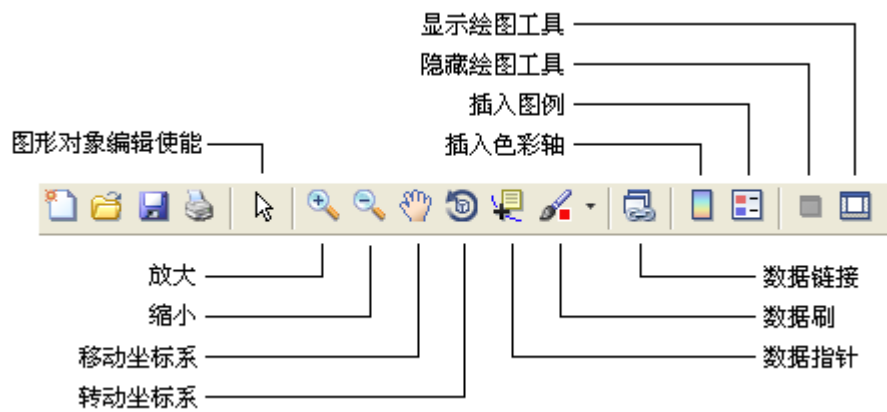 显示绘图工具
隐藏绘图工具
插入图例
图形对象编辑使能
插入色彩轴
放大
数据链接
缩小
数据刷
移动坐标系
数据指针
转动坐标系